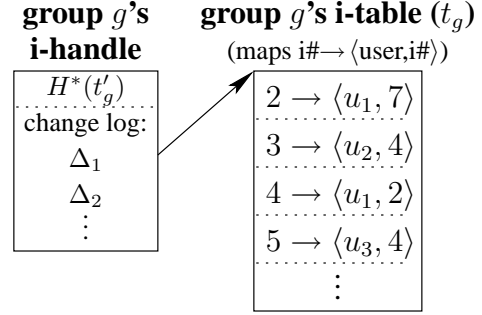 group g's
i-handle
H*(t′g)
change log:
Δ1
Δ2
⋮
group g's i-table (tg)
(maps i#→⟨user,i#⟩)
2 → ⟨u1, 7⟩
3 → ⟨u2, 4⟩
4 → ⟨u1, 2⟩
5 → ⟨u3, 4⟩
⋮